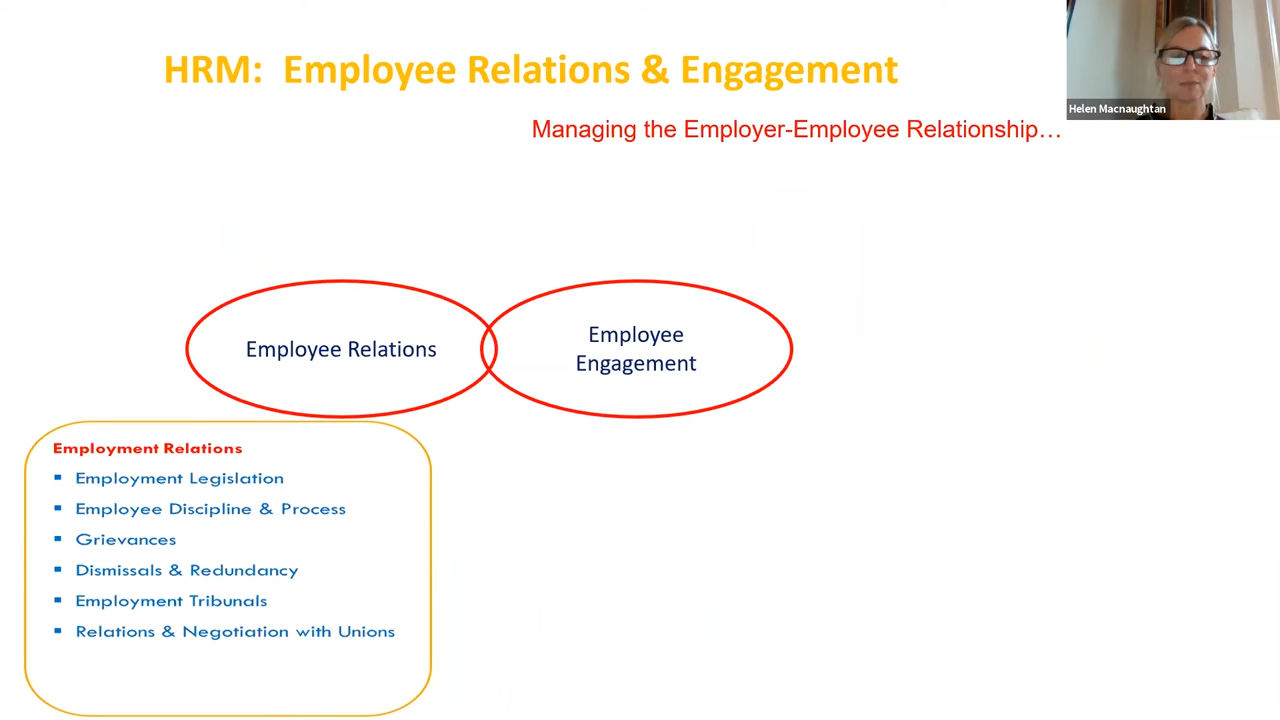 HRM:  Employee Relations & Engagement
Helen Macnaughtan
Managing the Employer-Employee Relationship…
Employee Relations
Employee
Engagement
Employment Relations
▪ Employment Legislation
▪ Employee Discipline & Process
▪ Grievances
▪ Dismissals & Redundancy
▪ Employment Tribunals
▪ Relations & Negotiation with Unions